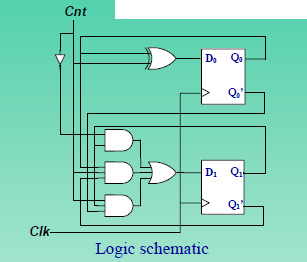 Cnt
D₀ Q₀
Q₀'
D₁ Q₁
Q₁'
Clk
Logic schematic